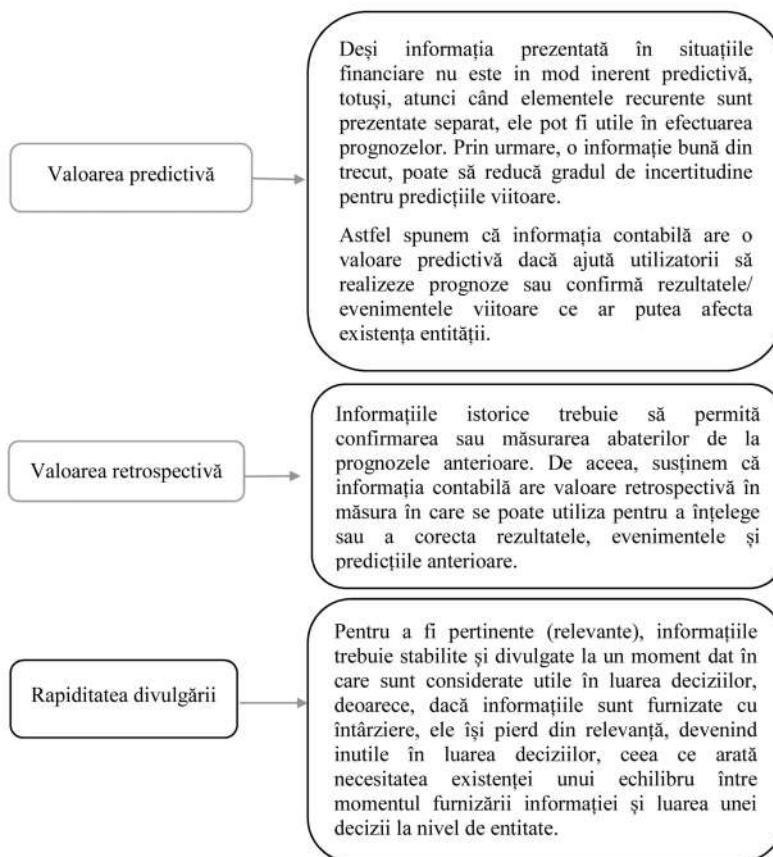 Valoarea predictivă
Deși informația prezentată în situațiile
financiare nu este in mod inerent predictivă,
totuși, atunci când elementele recurente sunt
prezentate separat, ele pot fi utile în efectuarea
prognozelor. Prin urmare, o informație bună din
trecut, poate să reducă gradul de incertitudine
pentru predicțiile viitoare.
Astfel spunem că informația contabilă are o
valoare predictivă dacă ajută utilizatorii să
realizeze prognoze sau confirmă rezultatele/
evenimentele viitoare ce ar putea afecta
existența entității.
Valoarea retrospectivă
Informațiile istorice trebuie să permită
confirmarea sau măsurarea abaterilor de la
prognozele anterioare. De aceea, susținem că
informația contabilă are valoare retrospectivă în
măsura în care se poate utiliza pentru a înțelege
sau a corecta rezultatele, evenimentele și
predicțiile anterioare.
Rapiditatea divulgării
Pentru a fi pertinente (relevante), informațiile
trebuie stabilite și divulgate la un moment dat în
care sunt considerate utile în luarea deciziilor,
deoarece, dacă informațiile sunt furnizate cu
întârziere, ele își pierd din relevanță, devenind
inutile în luarea deciziilor, ceea ce arată
necesitatea existenței unui echilibru între
momentul furnizării informației și luarea unei
decizii la nivel de entitate.